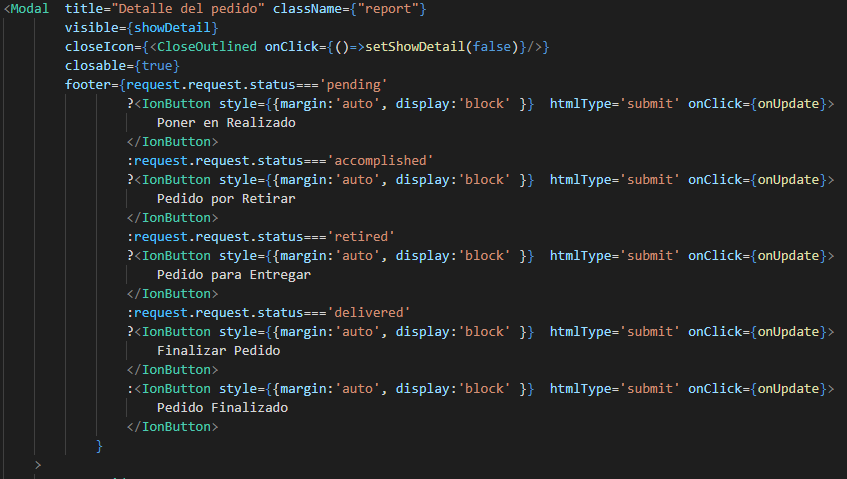 <Modal  title="Detalle del pedido" className={"report"}
        visible={showDetail}
        closeIcon={<CloseOutlined onClick={()=>setShowDetail(false)}/>}
        closable={true}
        footer={request.request.status==='pending'
                ?<IonButton style={{margin:'auto', display:'block' }}  htmlType='submit' onClick={onUpdate}>
                    Poner en Realizado
                </IonButton>
                :request.request.status==='accomplished'
                ?<IonButton style={{margin:'auto', display:'block' }}  htmlType='submit' onClick={onUpdate}>
                    Pedido por Retirar
                </IonButton>
                :request.request.status==='retired'
                ?<IonButton style={{margin:'auto', display:'block' }}  htmlType='submit' onClick={onUpdate}>
                    Pedido para Entregar
                </IonButton>
                :request.request.status==='delivered'
                ?<IonButton style={{margin:'auto', display:'block' }}  htmlType='submit' onClick={onUpdate}>
                    Finalizar Pedido
                </IonButton>
                :<IonButton style={{margin:'auto', display:'block' }}  htmlType='submit' onClick={onUpdate}>
                    Pedido Finalizado
                </IonButton>
            }
    >